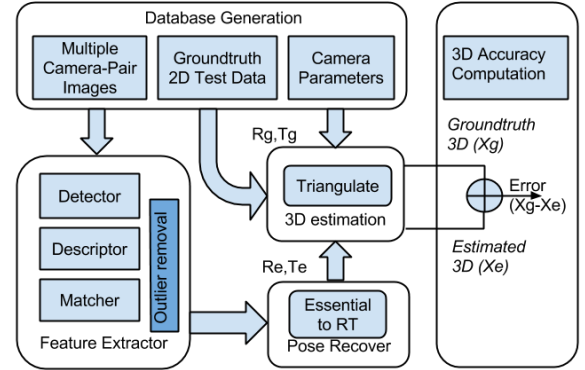 Database Generation
Multiple
Camera-Pair
Images
Groundtruth
2D Test Data
Camera
Parameters
3D Accuracy
Computation
Rg,Tg
Groundtruth
3D (Xg)
Detector
Descriptor
Matcher
Outlier removal
Feature Extractor
Triangulate
3D estimation
Error
(Xg-Xe)
Estimated
3D (Xe)
Re,Te
Essential
to RT
Pose Recover